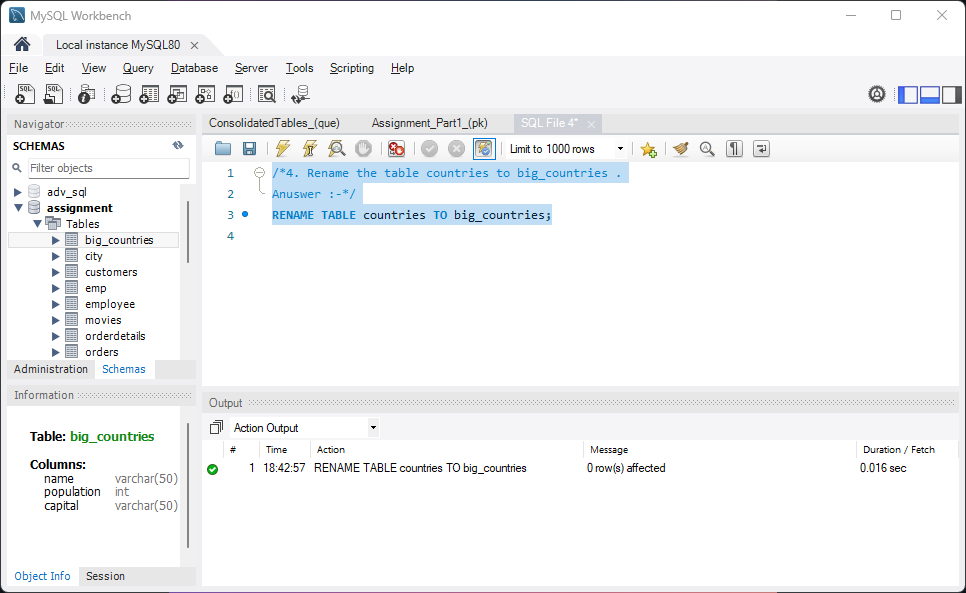 MySQL Workbench
Local instance MySQL80
File Edit View Query Database Server Tools Scripting Help
SQL SQL
Navigator
SCHEMAS
Filter objects
adv_sql
assignment
Tables
big_countries
city
customers
emp
employee
movies
orderdetails
orders
Administration Schemas
Information
Table: big_countries
Columns:
name varchar(50)
population int
capital varchar(50)
Object Info Session
ConsolidatedTables_(que) Assignment_Part1_(pk) SQL File 4*
Limit to 1000 rows
1 /*4. Rename the table countries to big_countries .
2 Anuswer :-*/
3 RENAME TABLE countries TO big_countries;
4
Output
Action Output
# Time Action Message Duration / Fetch
1 18:42:57 RENAME TABLE countries TO big_countries 0 row(s) affected 0.016 sec